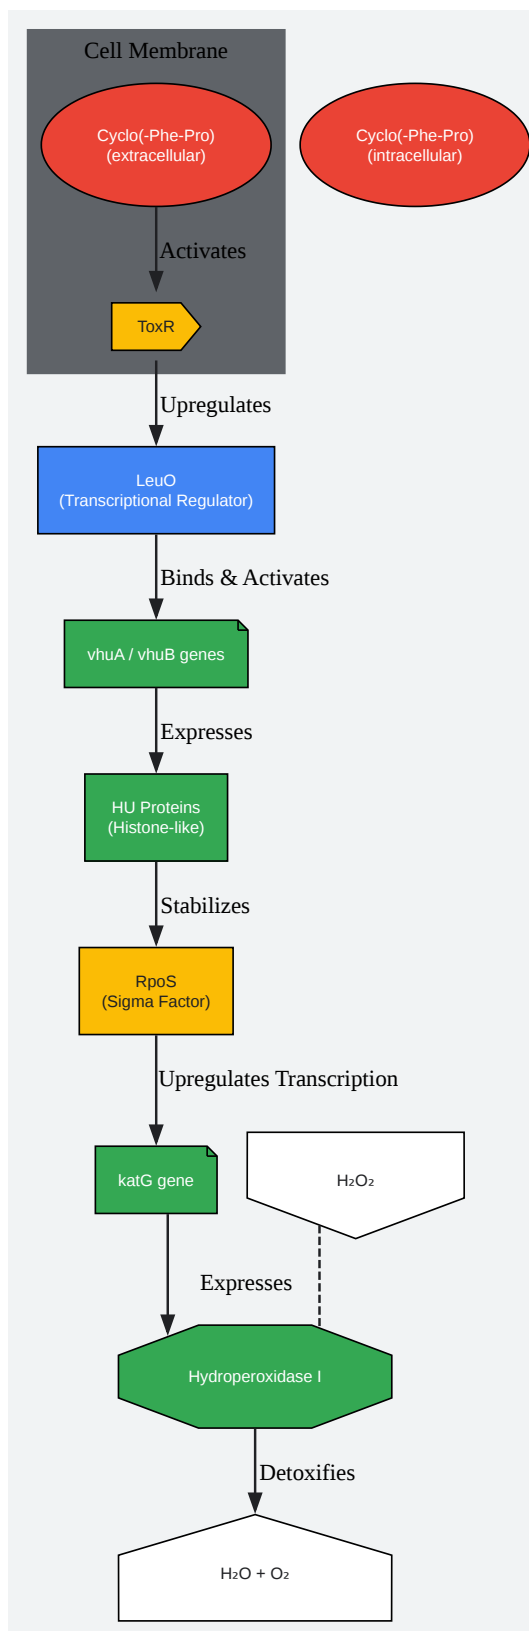 Cell Membrane
Cyclo(-Phe-Pro)
(extracellular)
Cyclo(-Phe-Pro)
(intracellular)
Activates
ToxR
Upregulates
LeuO
(Transcriptional Regulator)
Binds & Activates
vhuA / vhuB genes
Expresses
HU Proteins
(Histone-like)
Stabilizes
RpoS
(Sigma Factor)
Upregulates Transcription
katG gene
H₂O₂
Expresses
Hydroperoxidase I
Detoxifies
H₂O + O₂